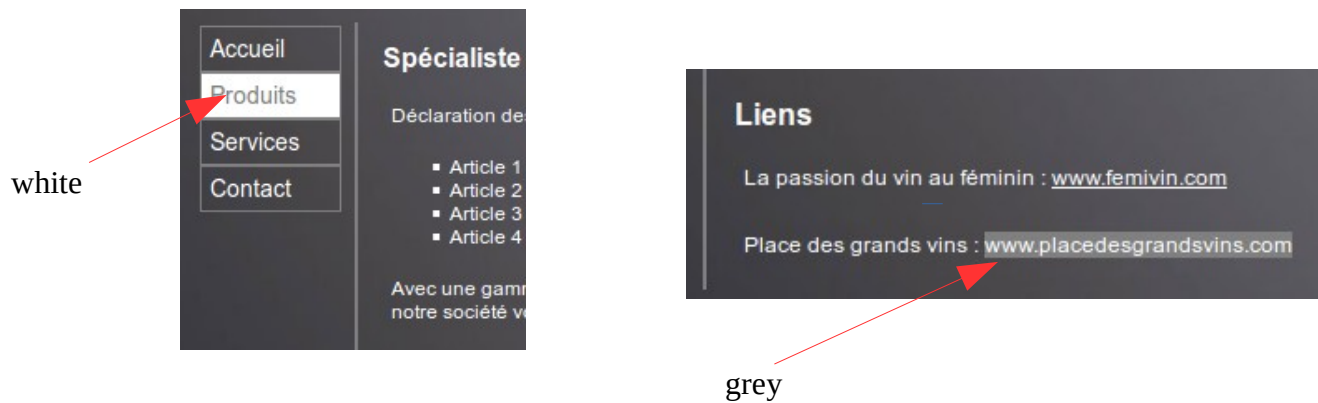 Accueil
Produits
Services
Contact
white
Spécialiste
Déclaration de
Article 1
Article 2
Article 3
Article 4
Avec une gam
notre société v
Liens
La passion du vin au féminin : www.femivin.com
Place des grands vins : www.placedesgrandsvins.com
grey